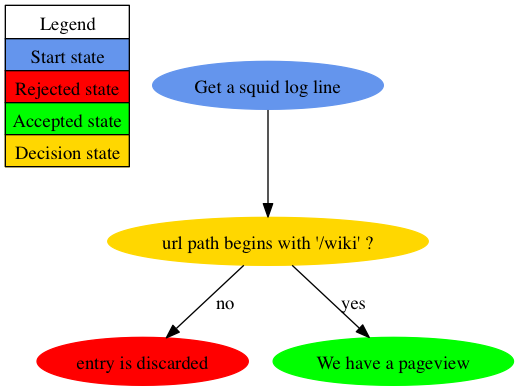 Legend
Start state
Rejected state
Accepted state
Decision state
Get a squid log line
url path begins with '/wiki' ?
no
yes
entry is discarded
We have a pageview